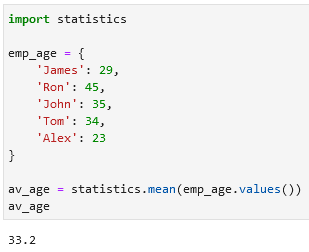 import statistics

emp_age = {
    'James': 29,
    'Ron': 45,
    'John': 35,
    'Tom': 34,
    'Alex': 23
}

av_age = statistics.mean(emp_age.values())
av_age
33.2